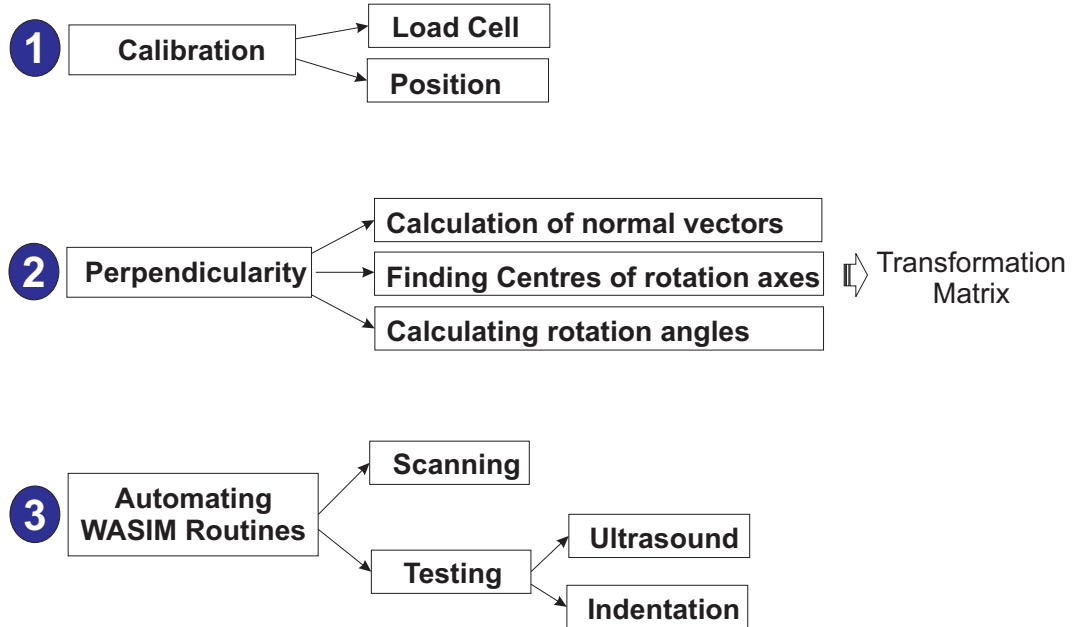 1
Calibration
Load Cell
Position
2
Perpendicularity
Calculation of normal vectors
Finding Centres of rotation axes
Calculating rotation angles
Transformation
Matrix
3
Automating
WASIM Routines
Scanning
Testing
Ultrasound
Indentation